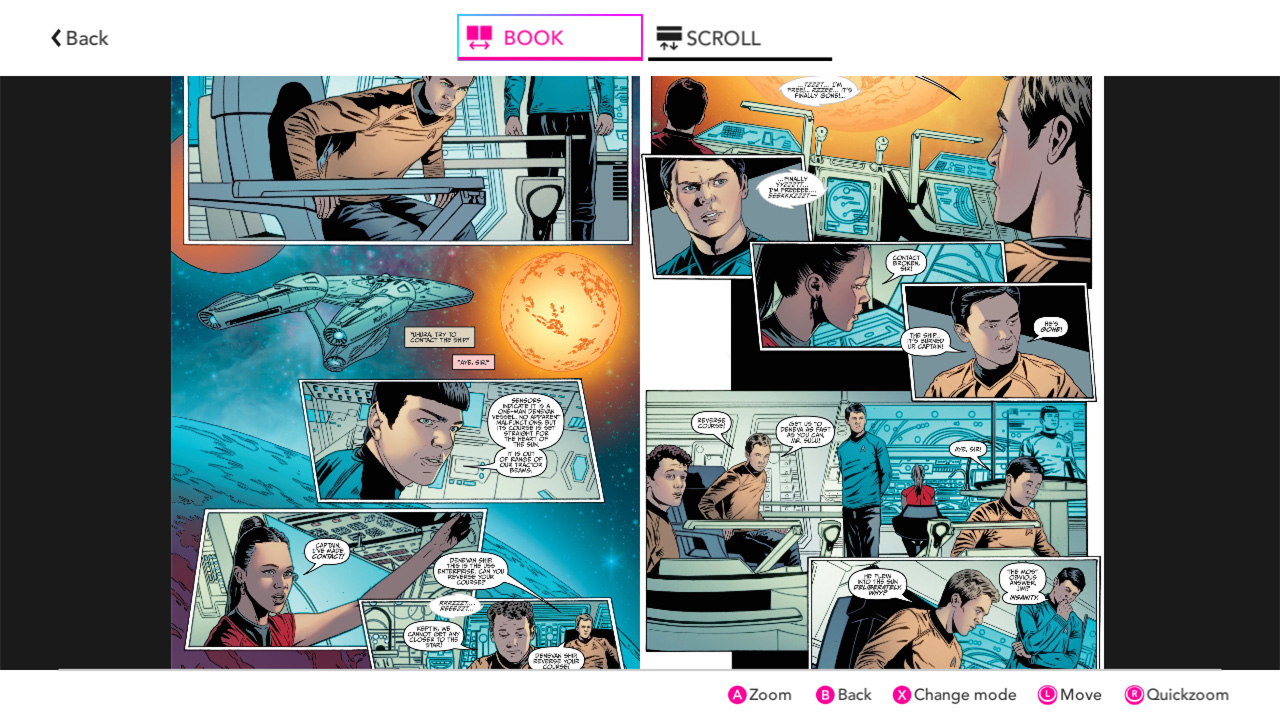 Back
BOOK
SCROLL
"UHURA, TRY TO
CONTACT THE SHIP."
"AYE, SIR!"
SENSORS
INDICATE IT IS A
ONE-MAN DENEVAN
VESSEL. NO APPARENT
MALFUNCTIONS, BUT
ITS COURSE IS SET
STRAIGHT FOR
THE HEART OF
THE SUN.
IT IS OUT
OF RANGE OF
OUR TRACTOR
BEAMS.
CAPTAIN,
I'VE MADE
CONTACT!
DENEVAN SHIP,
THIS IS THE USS
ENTERPRISE. CAN YOU
REVERSE YOUR
COURSE?
KEPTIN, WE
CANNOT GET ANY
CLOSER TO THE
STAR!
DENEVAN SHIP,
REVERSE YOUR
COURSE!
...ZZZZT... I'M
FREE!.. ZZZZZ... IT'S
FINALLY GONE!...
...FINALLY
CONTACT
BROKEN,
SIR!
THE SHIP...
IT'S BURNED
UP, CAPTAIN!
HE'S
GONE!
REVERSE
COURSE!
GET US TO
DENEVA AS FAST
AS YOU CAN,
MR. SULU!
AYE, SIR!
HE FLEW
INTO THE SUN
DELIBERATELY.
WHY?
THE MOST
OBVIOUS
ANSWER,
JIM?
INSANITY.
A Zoom
B Back
X Change mode
L Move
R Quickzoom